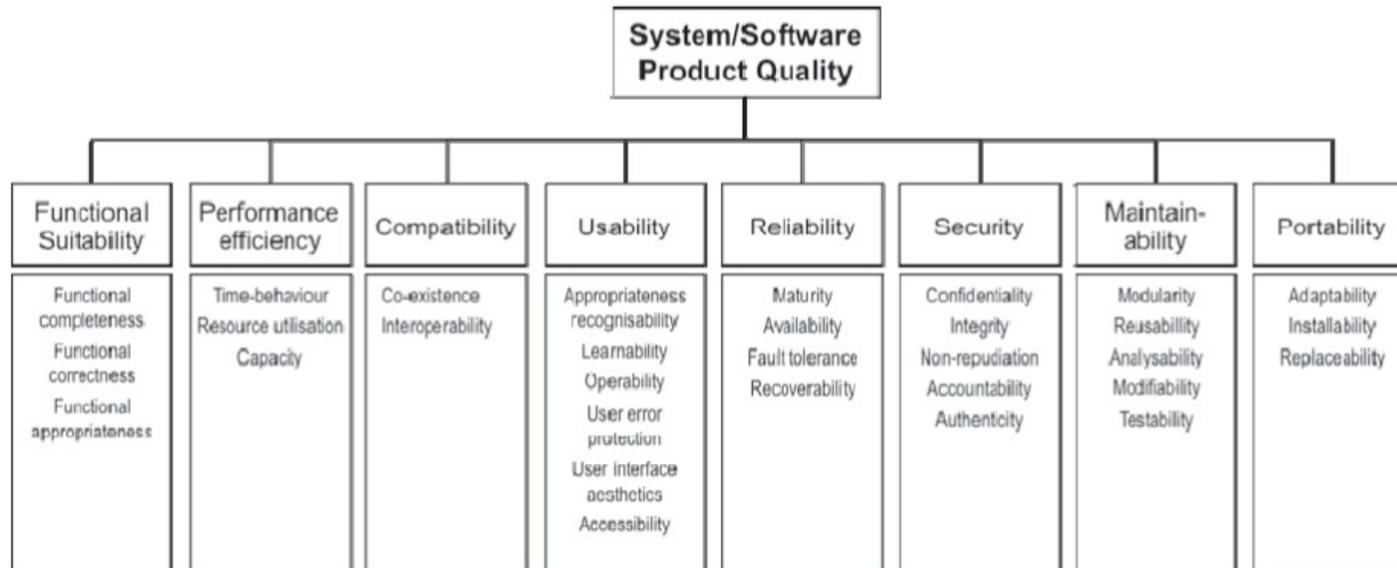 System/Software
Product Quality
Functional
Suitability
Performance
efficiency
Compatibility
Usability
Reliability
Security
Maintain-
ability
Portability
Functional
completeness
Functional
correctness
Functional
appropriateness
Time-behaviour
Resource utilisation
Capacity
Co-existence
Interoperability
Appropriateness
recognisability
Learnability
Operability
User error
protection
User interface
aesthetics
Accessibility
Maturity
Availability
Fault tolerance
Recoverability
Confidentiality
Integrity
Non-repudiation
Accountability
Authenticity
Modularity
Reusabillity
Analysability
Modifiability
Testability
Adaptability
Installability
Replaceability